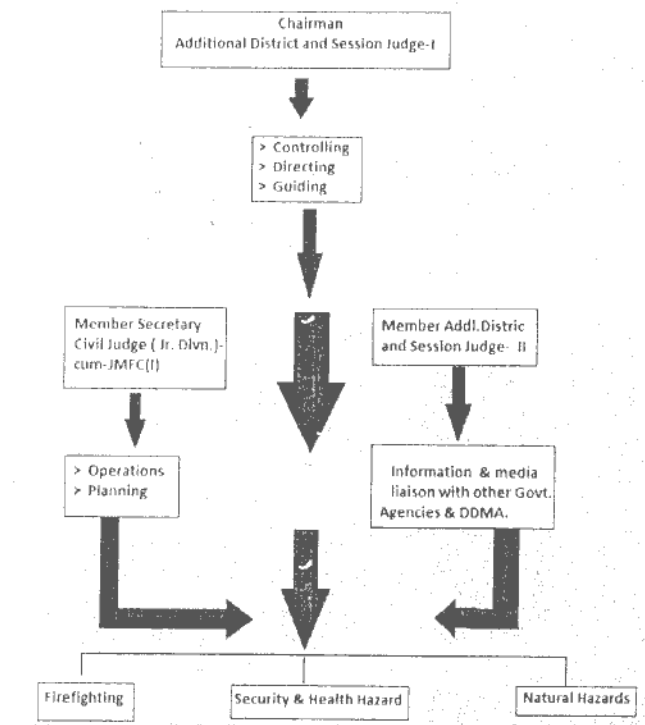 Chairman
Additional District and Session Judge-I
> Controlling
> Directing
> Guiding
Member Secretary
Civil Judge ( Jr. Dlvn.)-
cum-JMFC(I)
Member Addl.Distric
and Session Judge- II
> Operations
> Planning
Information & media
liaison with other Govt.
Agencies & DDMA.
Firefighting
Security & Health Hazard
Natural Hazards